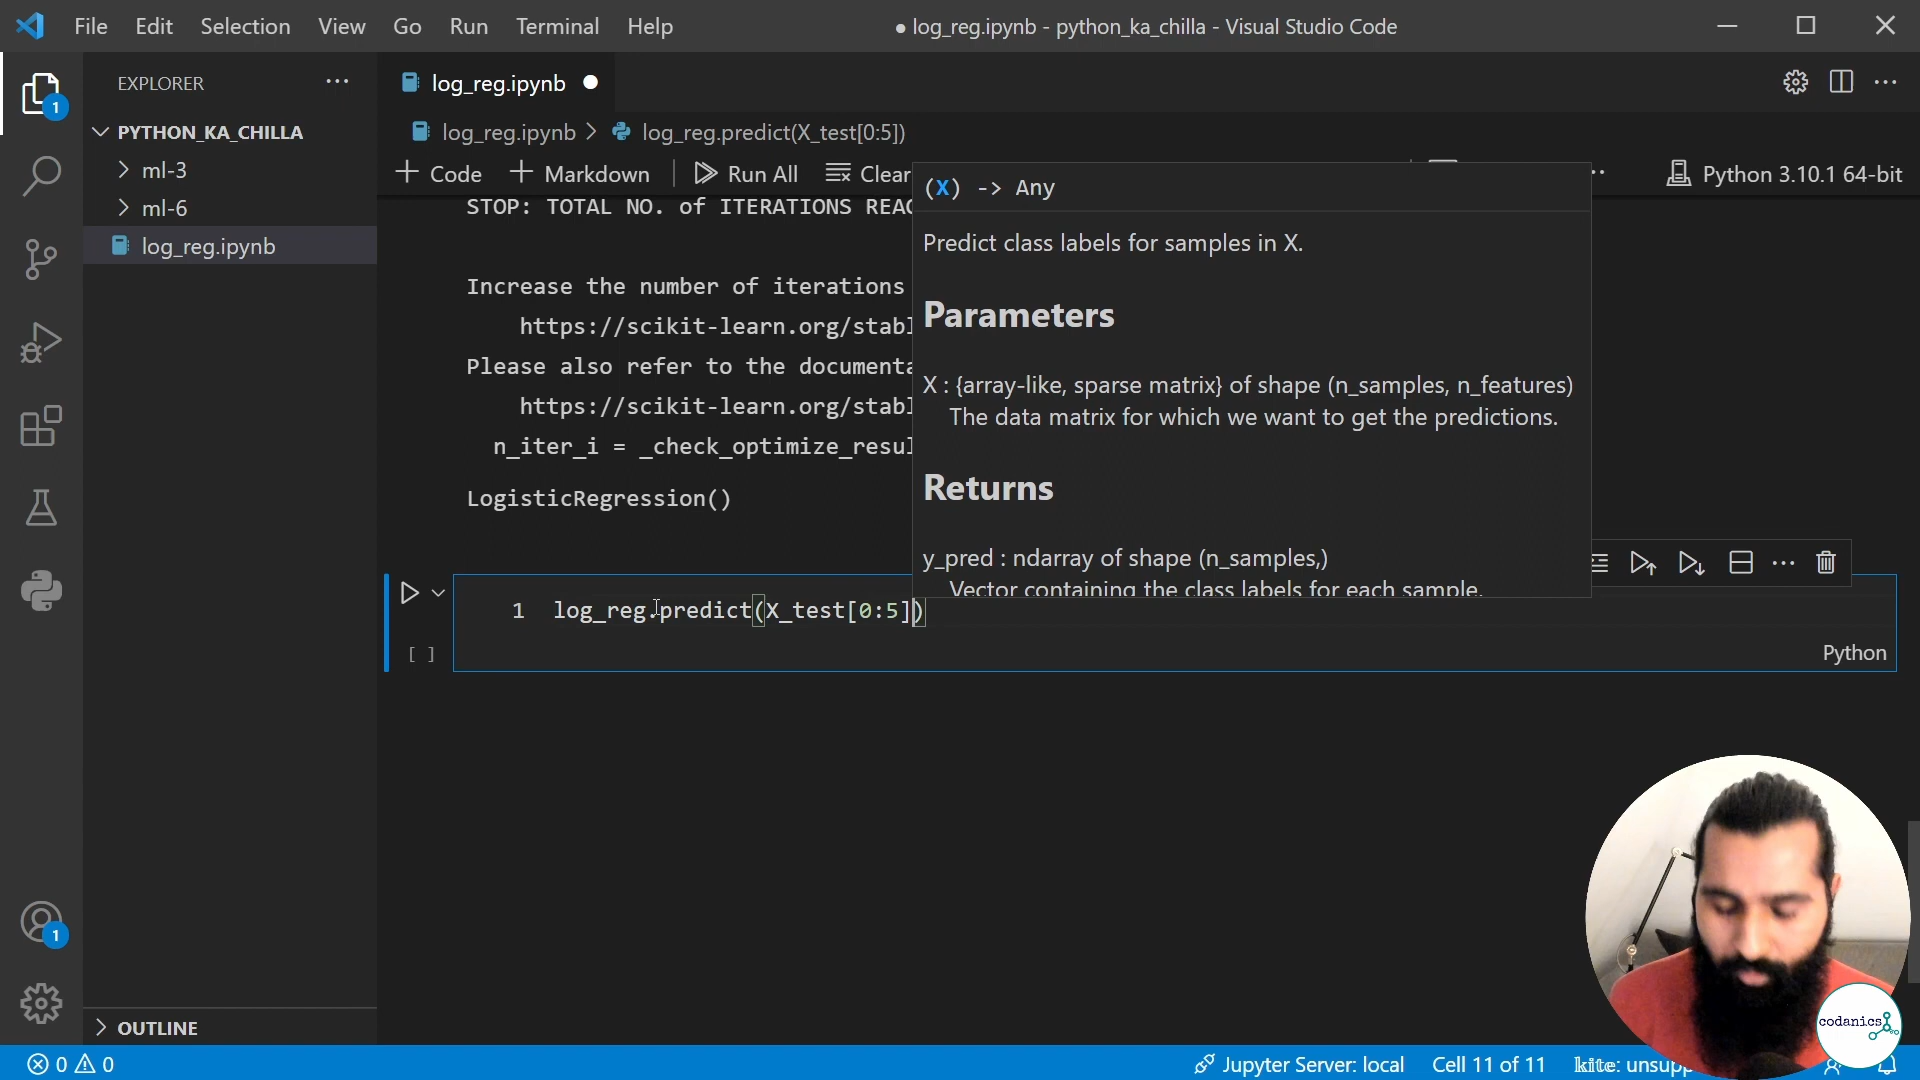 File Edit Selection View Go Run Terminal Help
● log_reg.ipynb - python_ka_chilla - Visual Studio Code
EXPLORER
1
PYTHON_KA_CHILLA
ml-3
ml-6
log_reg.ipynb
OUTLINE
1
log_reg.ipynb
log_reg.ipynb > log_reg.predict(X_test[0:5])
+ Code + Markdown Run All Clear
Python 3.10.1 64-bit
STOP: TOTAL NO. of ITERATIONS REAC
Increase the number of iterations
https://scikit-learn.org/stabl
Please also refer to the documenta
https://scikit-learn.org/stabl
n_iter_i = _check_optimize_resul
LogisticRegression()
(X) -> Any
Predict class labels for samples in X.
Parameters
X : {array-like, sparse matrix} of shape (n_samples, n_features)
The data matrix for which we want to get the predictions.
Returns
y_pred : ndarray of shape (n_samples,)
Vector containing the class labels for each sample.
1 log_reg.predict(X_test[0:5])
[ ]
Python
codanics
0 0
Jupyter Server: local Cell 11 of 11 kite: unsupp